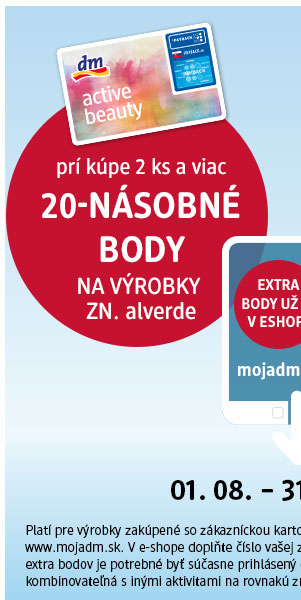 dm
active
beauty
PAYBACK
prí kúpe 2 ks a viac
20-NÁSOBNÉ
BODY
NA VÝROBKY
ZN. alverde
EXTRA
BODY UŽ
V ESHOP
mojadm
01. 08. – 31
Platí pre výrobky zakúpené so zákazníckou karto
www.mojadm.sk. V e-shope doplňte číslo vašej z
extra bodov je potrebné byť súčasne prihlásený
kombinovateľná s inými aktivitami na rovnakú z